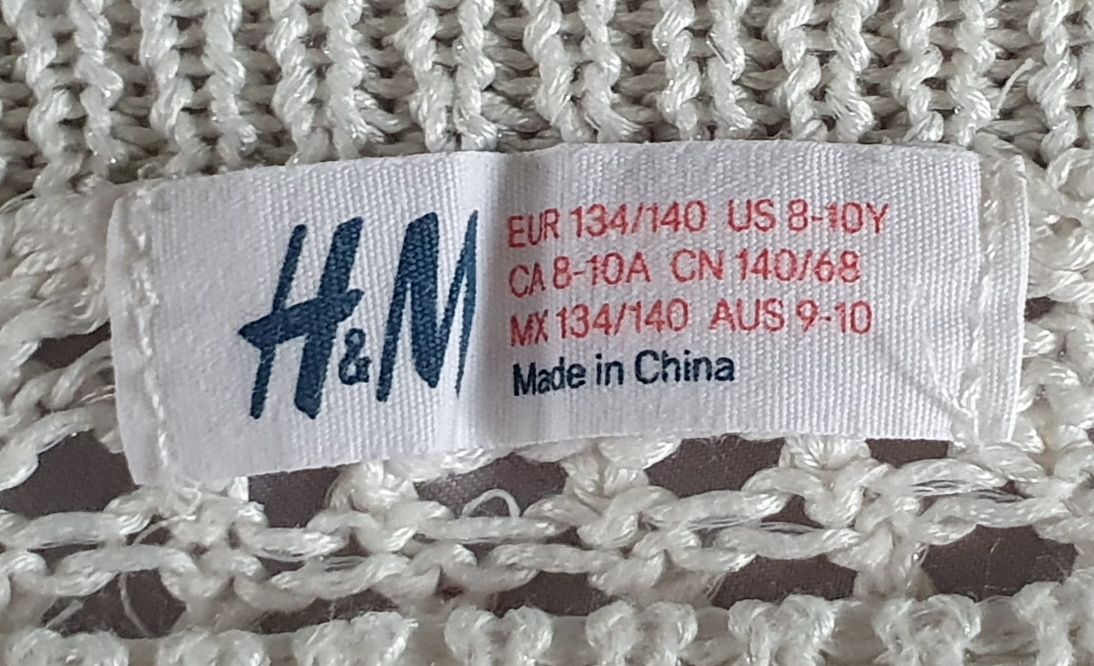 H&M
EUR 134/140 US 8-10Y
CA 8-10A CN 140/68
MX 134/140 AUS 9-10
Made in China